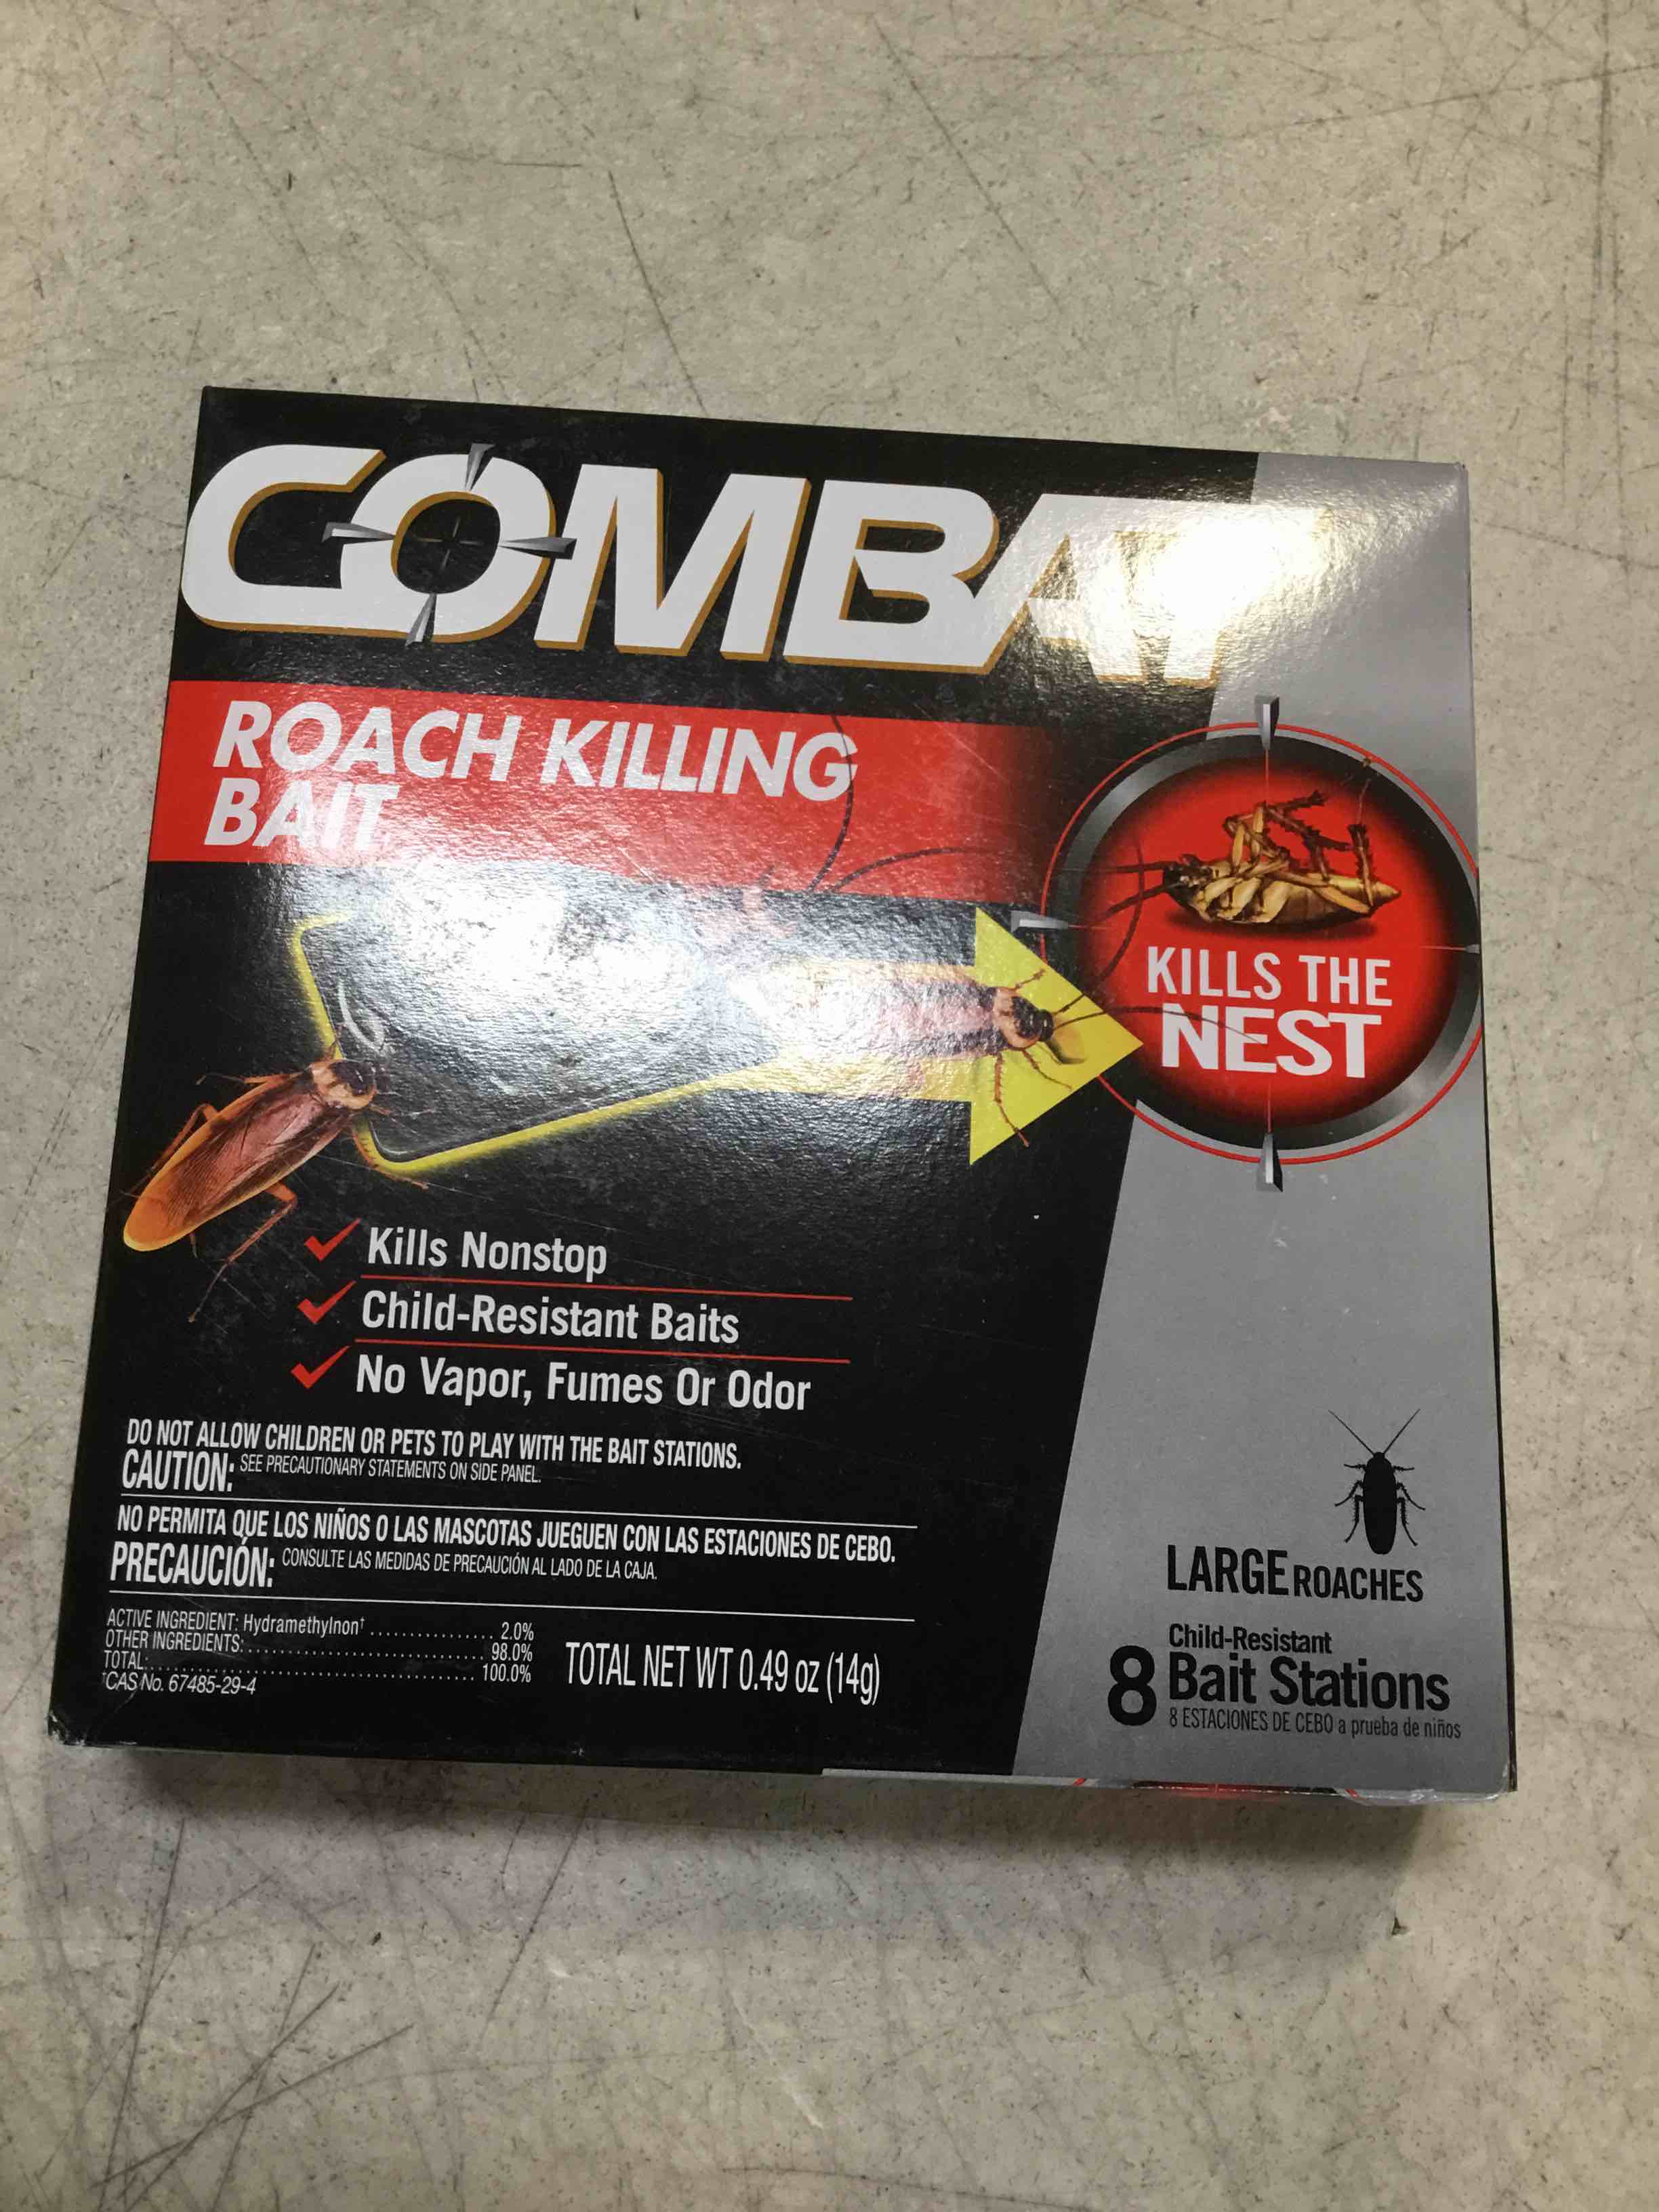 COMBAT
ROACH KILLING
BAIT
KILLS THE
NEST
Kills Nonstop
Child-Resistant Baits
No Vapor, Fumes Or Odor
DO NOT ALLOW CHILDREN OR PETS TO PLAY WITH THE BAIT STATIONS.
CAUTION: SEE PRECAUTIONARY STATEMENTS ON SIDE PANEL.
NO PERMITA QUE LOS NIÑOS O LAS MASCOTAS JUEGUEN CON LAS ESTACIONES DE CEBO.
PRECAUCIÓN: CONSULTE LAS MEDIDAS DE PRECAUCIÓN AL LADO DE LA CAJA.
ACTIVE INGREDIENT: Hydramethylnon† ................ 2.0%
OTHER INGREDIENTS: ................ 98.0%
TOTAL: ................ 100.0%
†CAS No. 67485-29-4
TOTAL NET WT 0.49 oz (14g)
LARGE ROACHES
8 Child-Resistant
Bait Stations
8 ESTACIONES DE CEBO a prueba de niños